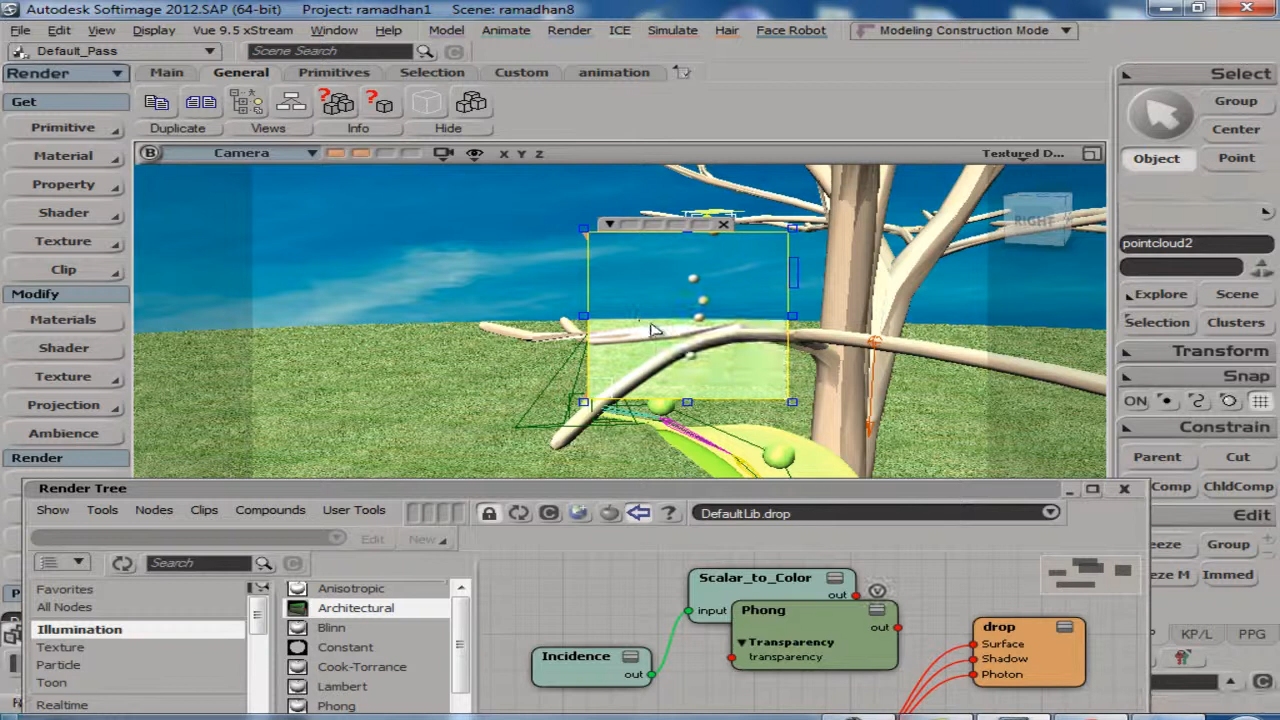 Autodesk Softimage 2012.SAP (64-bit) Project: ramadhan1 Scene: ramadhan8
File Edit View Display Vue 9.5 xStream Window Help Model Animate Render ICE Simulate Hair Face Robot Modeling Construction Mode
Default_Pass Scene Search
Render Main General Primitives Selection Custom animation Select
Get Group
Primitive Duplicate Views Info Hide Center
Material B Camera X Y Z Textured D... Object Point
Property
Shader RIGHT
Texture pointcloud2
Clip
Modify Explore Scene
Materials Selection Clusters
Shader Transform
Texture Snap
Projection ON
Ambience Constrain
Render Parent Cut
Render Tree Comp ChldComp
Show Tools Nodes Clips Compounds User Tools DefaultLib.drop Edit
Edit New Group
Search Immed
Favorites Anisotropic Scalar_to_Color
All Nodes Architectural input out Phong
Illumination Blinn out drop
Texture Constant Incidence Transparency Surface
Particle Cook-Torrance out transparency Shadow
Toon Lambert Photon
Realtime Phong
KP/L PPG